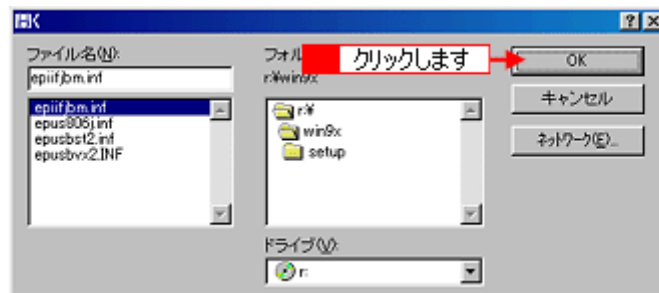 開く
ファイル名(N):
epiifjbm.inf
epiifjbm.inf
epus806j.inf
epusbst2.inf
epusbvx2.INF
フォル
r:¥win9x
r:¥
win9x
setup
ドライブ(V):
r:
クリックします
OK
キャンセル
ネットワーク(E)...